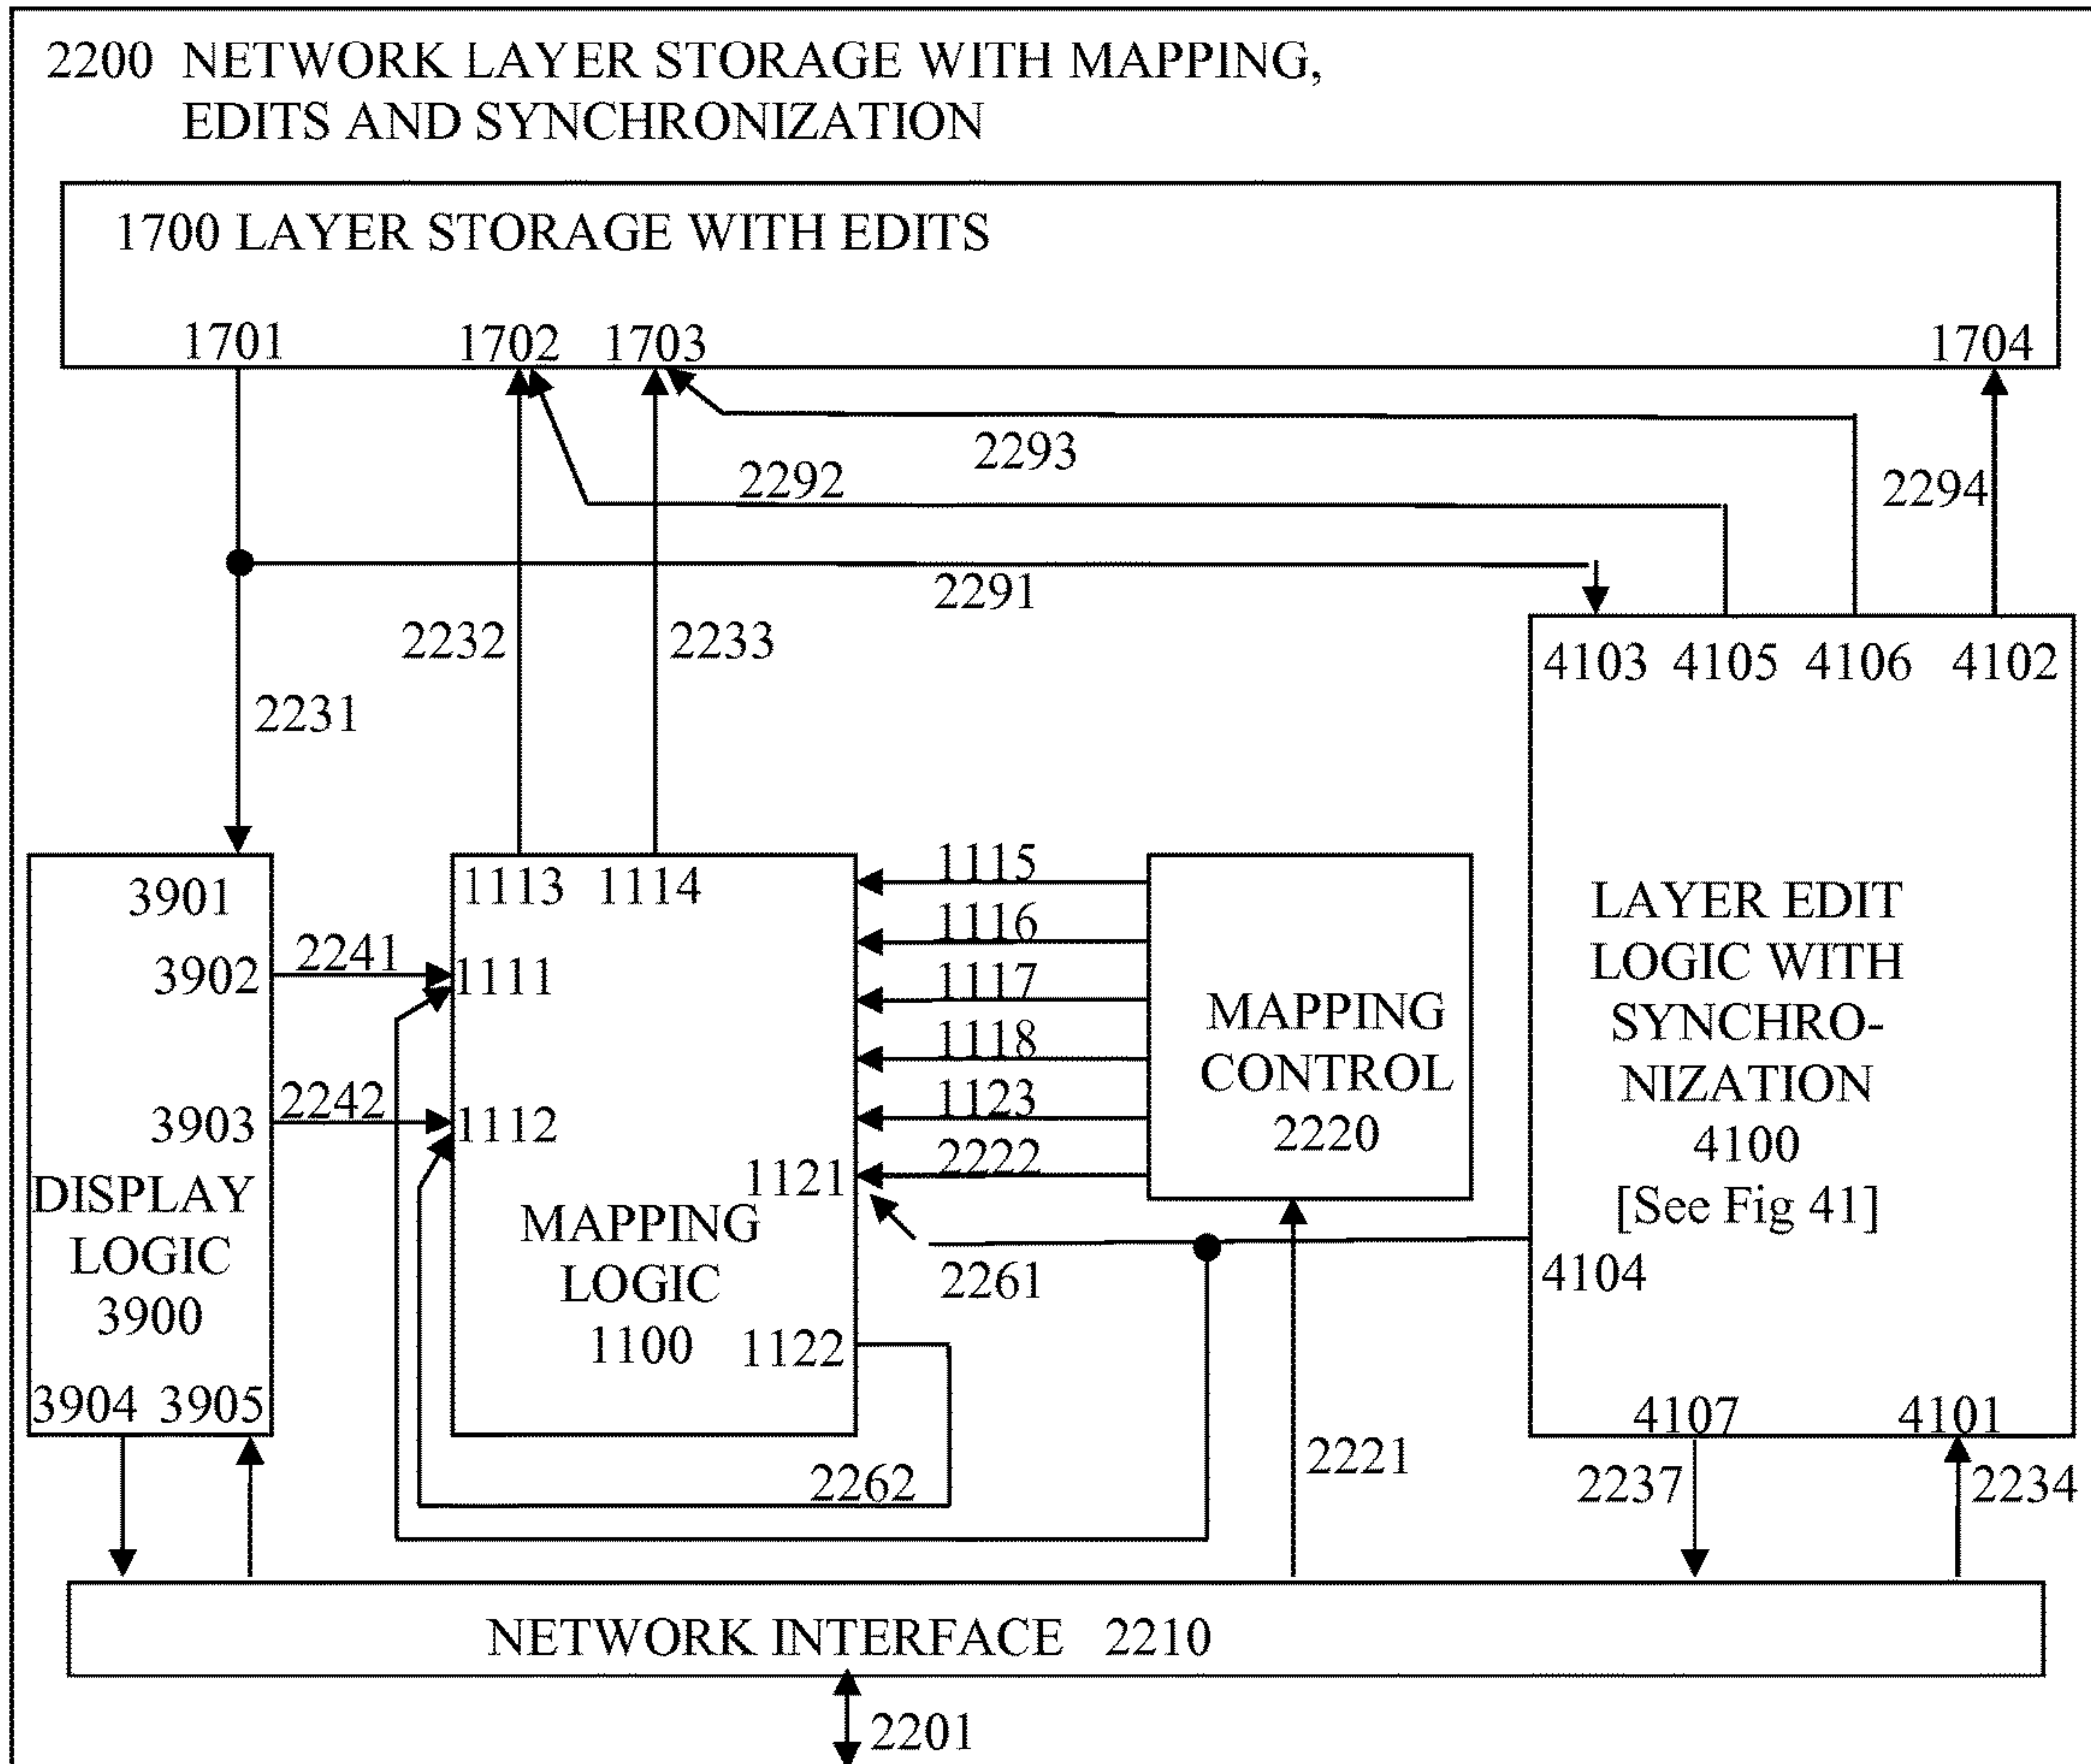 2200 NETWORK LAYER STORAGE WITH MAPPING,
EDITS AND SYNCHRONIZATION
1700 LAYER STORAGE WITH EDITS
1701 1702 1703 1704
2293
2292 2294
2291
2232 2233
2231
4103 4105 4106 4102
3901
1113 1114
1115
1116
1117
1118
1123
2222
3902
2241
1111
3903
2242
1112
1121
DISPLAY
LOGIC
3900
MAPPING
LOGIC
1100
1122
3904 3905
MAPPING
CONTROL
2220
LAYER EDIT
LOGIC WITH
SYNCHRO-
NIZATION
4100
[See Fig 41]
4104
2261
4107 4101
2262
2221
2237
2234
NETWORK INTERFACE 2210
2201